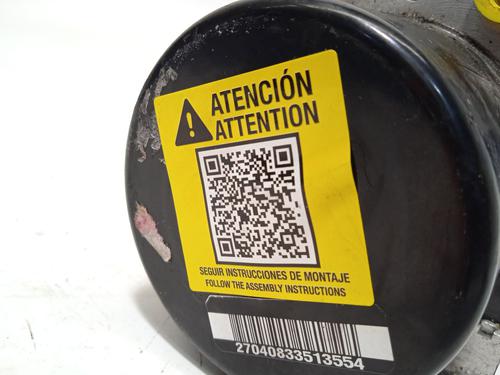 ATENCIÓN
ATTENTION
SEGUIR INSTRUCCIONES DE MONTAJE
FOLLOW THE ASSEMBLY INSTRUCTIONS
27040833513554